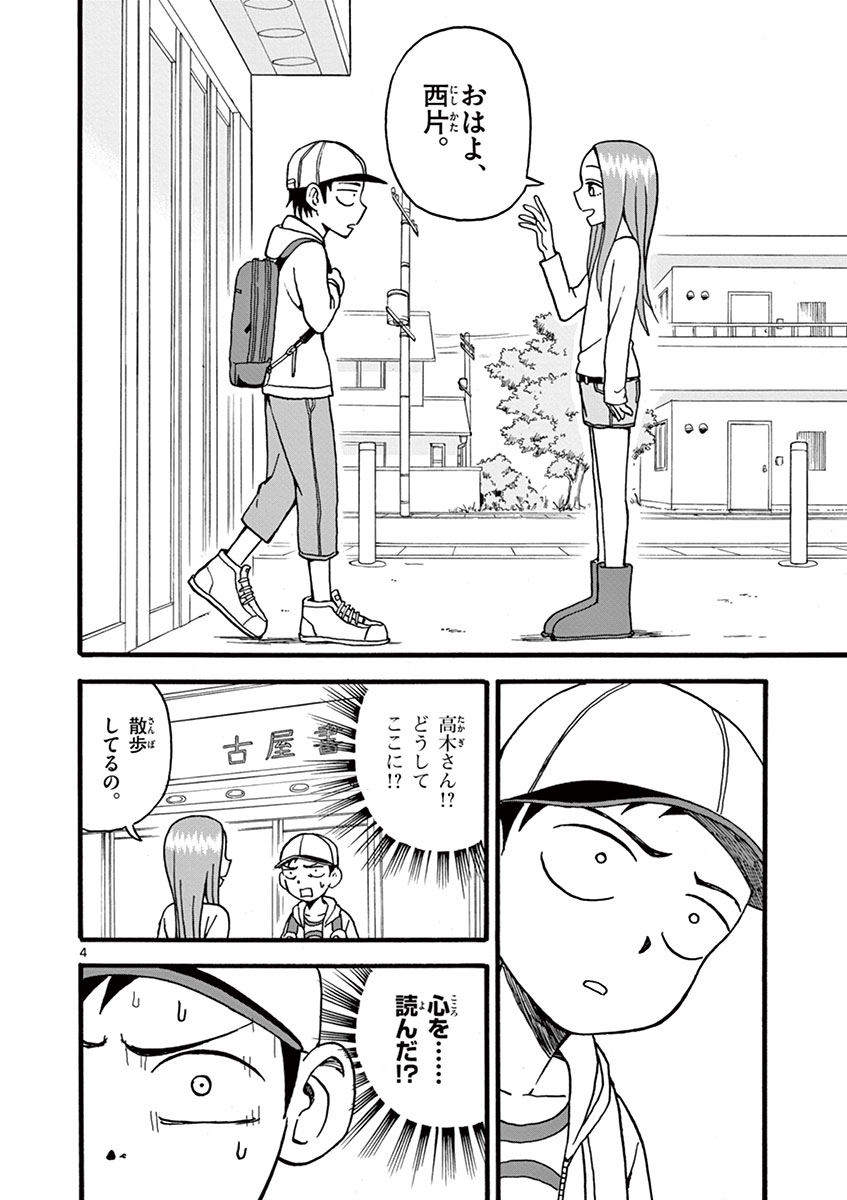 おはよ、
西片。
高木さん!?
どうして
ここに!?
古屋書
散歩
してるの。
心を……
読んだ!?
4